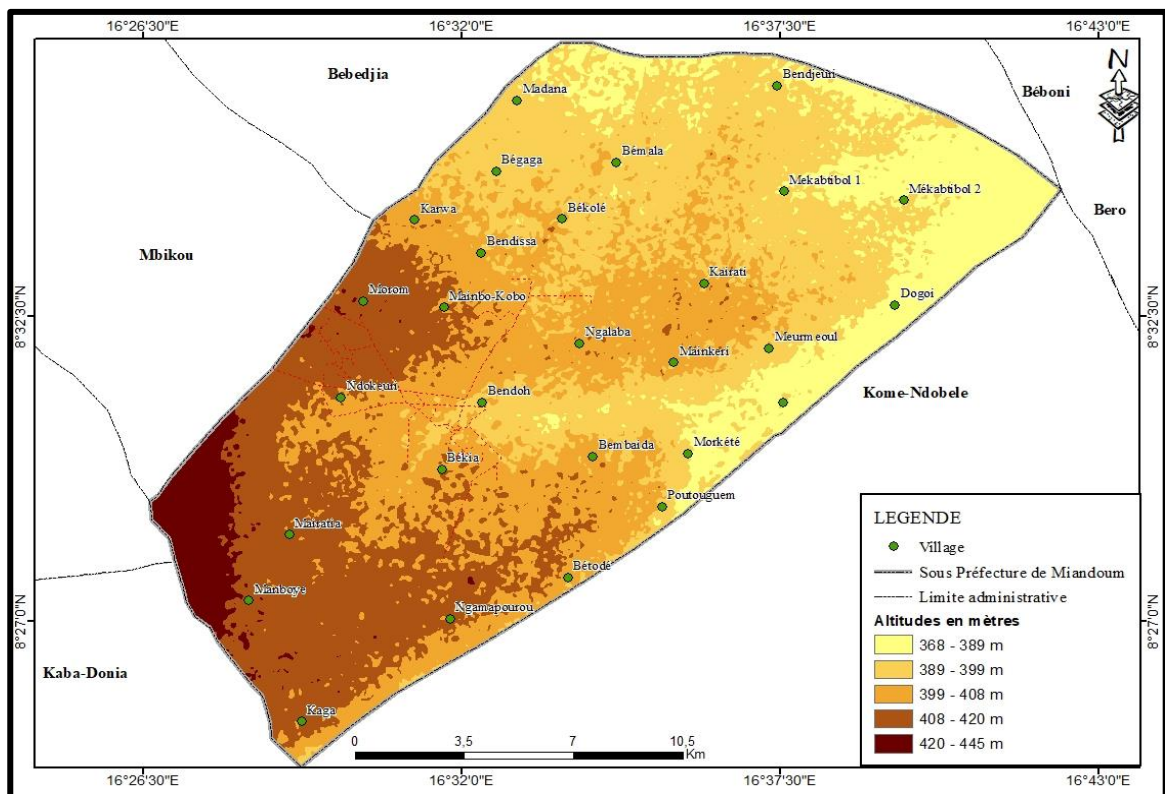 16°26'30"E
16°32'0"E
16°37'30"E
16°43'0"E
N
Bebedjia
Béboni
Bendjeuri
Madana
Bémala
Bégaga
Mékabtibol 1
Mékabtibol 2
Karwa
Békolé
Bero
Mbikou
Bendissa
Kaïrati
Morom
Maïnbo-Kobo
Dogoi
8°32'30"N
8°32'30"N
Ngalaba
Meurmeoul
Maïnkeri
Ndokeuri
Bendoh
Kome-Ndobele
Bembaida
Morkété
Békia
Poutouguem
LEGENDE
Maïratia
Village
Sous Préfecture de Miandoum
Bétodé
Limite administrative
Manboye
Ngamapourou
Altitudes en mètres
8°27'0"N
8°27'0"N
368 - 389 m
Kaba-Donia
389 - 399 m
399 - 408 m
408 - 420 m
Kaga
420 - 445 m
0 3,5 7 10,5
Km
16°26'30"E
16°32'0"E
16°37'30"E
16°43'0"E